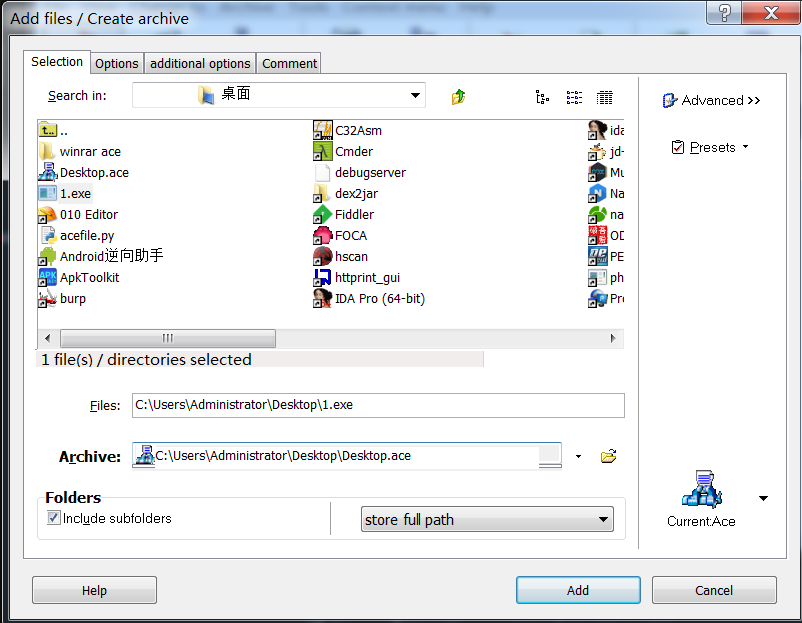 Add files / Create archive
Selection Options additional options Comment
Search in: 桌面
Advanced >>
Presets
..
winrar ace
Desktop.ace
1.exe
010 Editor
acefile.py
Android逆向助手
ApkToolkit
burp
C32Asm
Cmder
debugserver
dex2jar
Fiddler
FOCA
hscan
httprint_gui
IDA Pro (64-bit)
ida
jd-
Mu
Na
na
OD
PE
ph
Pro
1 file(s) / directories selected
Files: C:\Users\Administrator\Desktop\1.exe
Archive: C:\Users\Administrator\Desktop\Desktop.ace
Folders
Include subfolders
store full path
Current:Ace
Help Add Cancel